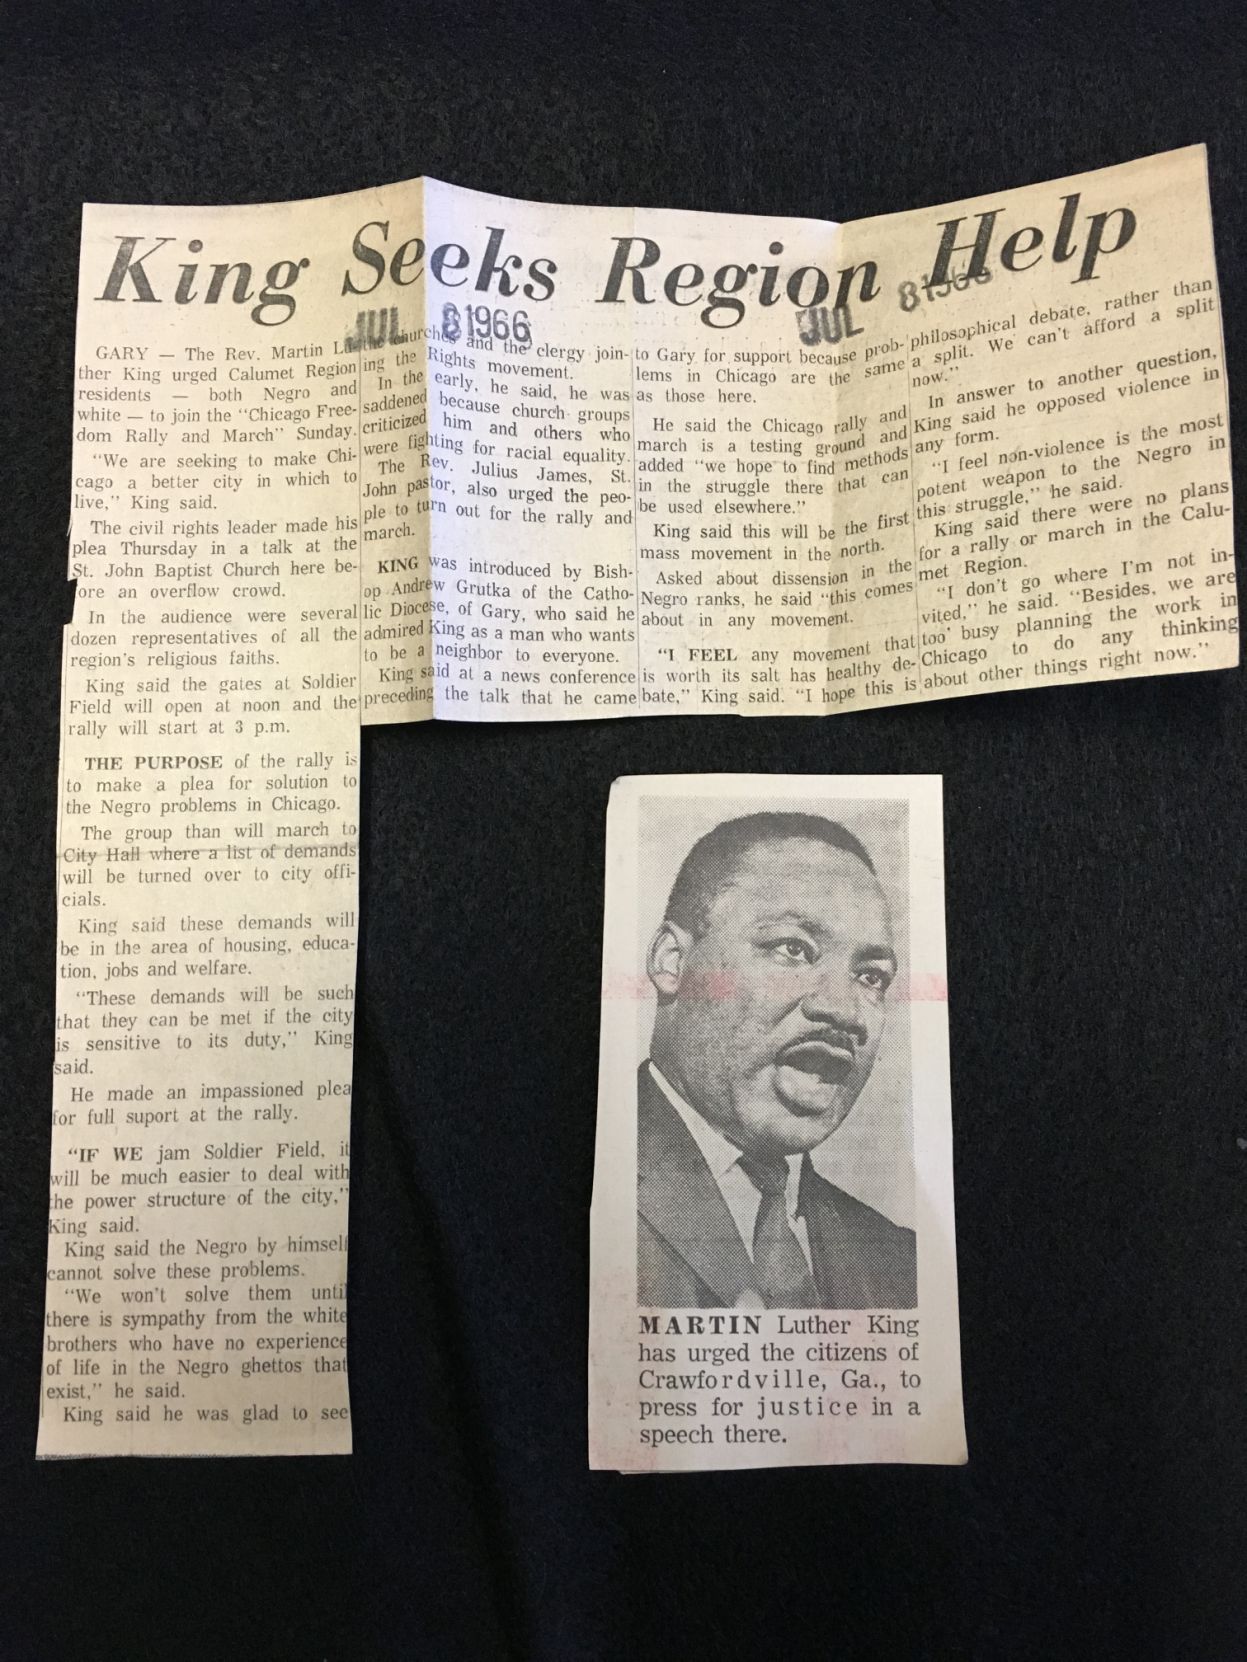 King Seeks Region Help
JUL 8 1966
JUL 8 1966
GARY — The Rev. Martin Lu-
ther King urged Calumet Region
residents — both Negro and
white — to join the "Chicago Free-
dom Rally and March" Sunday.
"We are seeking to make Chi-
cago a better city in which to
live," King said.
The civil rights leader made his
plea Thursday in a talk at the
St. John Baptist Church here be-
ore an overflow crowd.
In the audience were several
dozen representatives of all the
region's religious faiths.
King said the gates at Soldier
Field will open at noon and the
rally will start at 3 p.m.
THE PURPOSE of the rally is
to make a plea for solution to
the Negro problems in Chicago.
The group than will march to
City Hall where a list of demands
will be turned over to city offi-
cials.
King said these demands will
be in the area of housing, educa-
tion, jobs and welfare.
"These demands will be such
that they can be met if the city
is sensitive to its duty," King
said.
He made an impassioned plea
for full suport at the rally.
"IF WE jam Soldier Field, it
will be much easier to deal with
the power structure of the city,"
King said.
King said the Negro by himself
cannot solve these problems.
"We won't solve them until
there is sympathy from the white
brothers who have no experience
of life in the Negro ghettos that
exist," he said.
King said he was glad to see
the churches and the clergy join-
ing the Rights movement.
In the early, he said, he was
saddened because church groups
criticized him and others who
were fighting for racial equality.
The Rev. Julius James, St.
John pastor, also urged the peo-
ple to turn out for the rally and
march.
KING was introduced by Bish-
op Andrew Grutka of the Catho-
lic Diocese, of Gary, who said he
admired King as a man who wants
to be a neighbor to everyone.
King said at a news conference
preceding the talk that he came
to Gary for support because prob-
lems in Chicago are the same
as those here.
He said the Chicago rally and
march is a testing ground and
added "we hope to find methods
in the struggle there that can
be used elsewhere."
King said this will be the first
mass movement in the north.
Asked about dissension in the
Negro ranks, he said "this comes
about in any movement.
"I FEEL any movement that
is worth its salt has healthy de-
bate," King said. "I hope this is
philosophical debate, rather than
a split. We can't afford a split
now."
In answer to another question,
King said he opposed violence in
any form.
"I feel non-violence is the most
potent weapon to the Negro in
this struggle," he said.
King said there were no plans
for a rally or march in the Calu-
met Region.
"I don't go where I'm not in-
vited," he said. "Besides, we are
too busy planning the work in
Chicago to do any thinking
about other things right now."
MARTIN Luther King
has urged the citizens of
Crawfordville, Ga., to
press for justice in a
speech there.